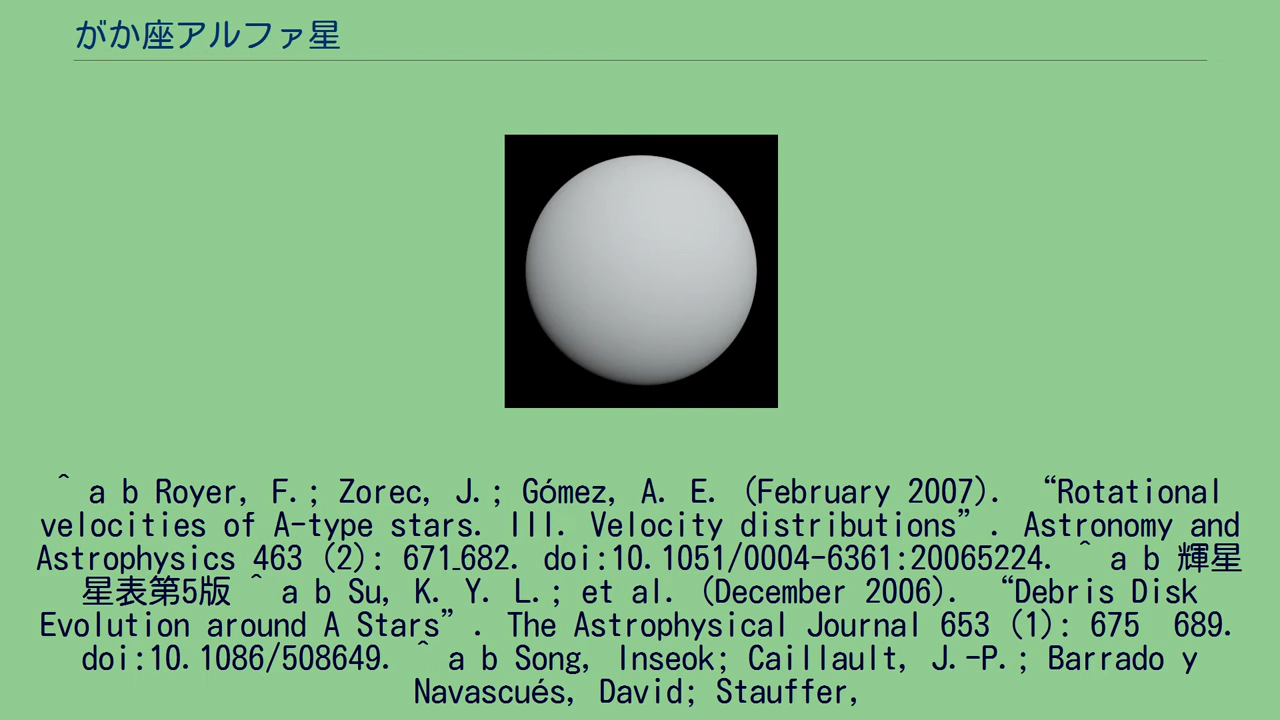 がか座アルファ星
^ a b Royer, F.; Zorec, J.; Gómez, A. E. (February 2007). “Rotational
velocities of A-type stars. III. Velocity distributions”. Astronomy and
Astrophysics 463 (2): 671_682. doi:10.1051/0004-6361:20065224. ^ a b 輝星
星表第5版 ^ a b Su, K. Y. L.; et al. (December 2006). “Debris Disk
Evolution around A Stars”. The Astrophysical Journal 653 (1): 675 689.
doi:10.1086/508649. ^ a b Song, Inseok; Caillault, J.-P.; Barrado y
Navascués, David; Stauffer,